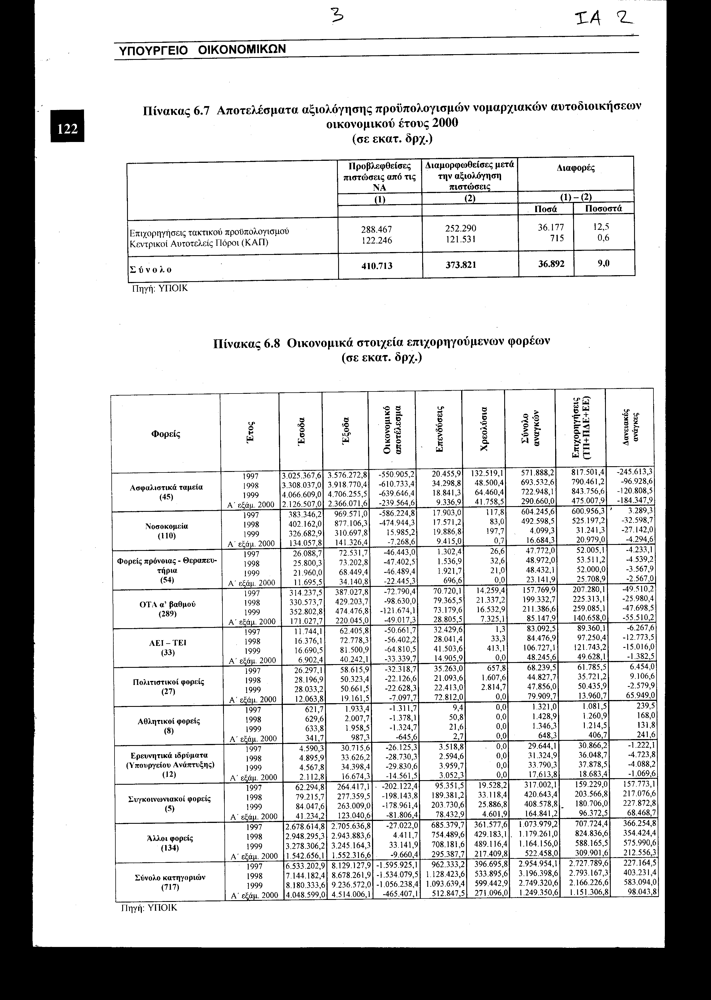 3
ΙΑ 2
ΥΠΟΥΡΓΕΙΟ ΟΙΚΟΝΟΜΙΚΩΝ
122
Πίνακας 6.7 Αποτελέσματα αξιολόγησης προϋπολογισμών νομαρχιακών αυτοδιοικήσεων
οικονομικού έτους 2000
(σε εκατ. δρχ.)
Προβλεφθείσες πιστώσεις από τις ΝΑ Διαμορφωθείσες μετά την αξιολόγηση πιστώσεις Διαφορές
(1) (2) (1) – (2)
Ποσά Ποσοστά
Επιχορηγήσεις τακτικού προϋπολογισμού 288.467 252.290 36.177 12,5
Κεντρικοί Αυτοτελείς Πόροι (ΚΑΠ) 122.246 121.531 715 0,6
Σύνολο 410.713 373.821 36.892 9,0
Πηγή: ΥΠΟΙΚ
Πίνακας 6.8 Οικονομικά στοιχεία επιχορηγούμενων φορέων
(σε εκατ. δρχ.)
Φορείς Έτος Έσοδα Έξοδα Οικονομικό αποτέλεσμα Επενδύσεις Χρεολύσια Σύνολο αναγκών Επιχορηγήσεις (ΤΠ+ΠΔΕ+ΕΕ) Δανειακές ανάγκες
Ασφαλιστικά ταμεία
(45)
1997 3.025.367,6 3.576.272,8 -550.905,2 20.455,9 132.519,1 571.888,2 817.501,4 -245.613,3
1998 3.308.037,0 3.918.770,4 -610.733,4 34.298,8 48.500,4 693.532,6 790.461,2 -96.928,6
1999 4.066.609,0 4.706.255,5 -639.646,4 18.841,3 64.460,4 722.948,1 843.756,6 -120.808,5
Α΄ εξάμ. 2000 2.126.507,0 2.366.071,6 -239.564,6 9.336,9 41.758,5 290.660,0 475.007,9 -184.347,9
Νοσοκομεία
(110)
1997 383.346,2 969.571,0 -586.224,8 17.903,0 117,8 604.245,6 600.956,3 3.289,3
1998 402.162,0 877.106,3 -474.944,3 17.571,2 83,0 492.598,5 525.197,2 -32.598,7
1999 326.682,9 310.697,8 15.985,2 19.886,8 197,7 4.099,3 31.241,3 -27.142,0
Α΄ εξάμ. 2000 134.057,8 141.326,4 -7.268,6 9.415,0 0,7 16.684,3 20.979,0 -4.294,6
Φορείς πρόνοιας - Θεραπευ-
τήρια
(54)
1997 26.088,7 72.531,7 -46.443,0 1.302,4 26,6 47.772,0 52.005,1 -4.233,1
1998 25.800,3 73.202,8 -47.402,5 1.536,9 32,6 48.972,0 53.511,2 -4.539,2
1999 21.960,0 68.449,4 -46.489,4 1.921,7 21,0 48.432,1 52.000,0 -3.567,9
Α΄ εξάμ. 2000 11.695,5 34.140,8 -22.445,3 696,6 0,0 23.141,9 25.708,9 -2.567,0
ΟΤΑ α’ βαθμού
(289)
1997 314.237,5 387.027,8 -72.790,4 70.720,1 14.259,4 157.769,9 207.280,1 -49.510,2
1998 330.573,7 429.203,7 -98.630,0 79.365,5 21.337,2 199.332,7 225.313,1 -25.980,4
1999 352.802,8 474.476,8 -121.674,1 73.179,6 16.532,9 211.386,6 259.085,1 -47.698,5
Α΄ εξάμ. 2000 171.027,7 220.045,0 -49.017,3 28.805,5 7.325,1 85.147,9 140.658,0 -55.510,2
ΑΕΙ – ΤΕΙ
(33)
1997 11.744,1 62.405,8 -50.661,7 32.429,6 1,3 83.092,5 89.360,1 -6.267,6
1998 16.376,1 72.778,3 -56.402,2 28.041,4 33,3 84.476,9 97.250,4 -12.773,5
1999 16.690,5 81.500,9 -64.810,5 41.503,6 413,1 106.727,1 121.743,2 -15.016,0
Α΄ εξάμ. 2000 6.902,4 40.242,1 -33.339,7 14.905,9 0,0 48.245,6 49.628,1 -1.382,5
Πολιτιστικοί φορείς
(27)
1997 26.297,1 58.615,9 -32.318,7 35.263,0 657,8 68.239,5 61.785,5 6.454,0
1998 28.196,9 50.323,4 -22.126,6 21.093,6 1.607,6 44.827,7 35.721,2 9.106,6
1999 28.033,2 50.661,5 -22.628,3 22.413,0 2.814,7 47.856,0 50.435,9 -2.579,9
Α΄ εξάμ. 2000 12.063,8 19.161,5 -7.097,7 72.812,0 0,0 79.909,7 13.960,7 65.949,0
Αθλητικοί φορείς
(8)
1997 621,7 1.933,4 -1.311,7 9,4 0,0 1.321,0 1.081,5 239,5
1998 629,6 2.007,7 -1.378,1 50,8 0,0 1.428,9 1.260,9 168,0
1999 633,8 1.958,5 -1.324,7 21,6 0,0 1.346,3 1.214,5 131,8
Α΄ εξάμ. 2000 341,7 987,3 -645,6 2,7 0,0 648,3 406,7 241,6
Ερευνητικά ιδρύματα
(Υπουργείου Ανάπτυξης)
(12)
1997 4.590,3 30.715,6 -26.125,3 3.518,8 0,0 29.644,1 30.866,2 -1.222,1
1998 4.895,9 33.626,2 -28.730,3 2.594,6 0,0 31.324,9 36.048,7 -4.723,8
1999 4.567,8 34.398,4 -29.830,6 3.959,7 0,0 33.790,3 37.878,5 -4.088,2
Α΄ εξάμ. 2000 2.112,8 16.674,3 -14.561,5 3.052,3 0,0 17.613,8 18.683,4 -1.069,6
Συγκοινωνιακοί φορείς
(5)
1997 62.294,8 264.417,1 -202.122,4 95.351,5 19.528,2 317.002,1 159.229,0 157.773,1
1998 79.215,7 277.359,5 -198.143,8 189.381,2 33.118,4 420.643,4 203.566,8 217.076,6
1999 84.047,6 263.009,0 -178.961,4 203.730,6 25.886,8 408.578,8 180.706,0 227.872,8
Α΄ εξάμ. 2000 41.234,2 123.040,6 -81.806,4 78.432,9 4.601,9 164.841,2 96.372,5 68.468,7
Άλλοι φορείς
(134)
1997 2.678.614,8 2.705.636,8 -27.022,0 685.379,7 361.577,6 1.073.979,2 707.724,4 366.254,8
1998 2.948.295,3 2.943.883,6 4.411,7 754.489,6 429.183,1 1.179.261,0 824.836,6 354.424,4
1999 3.278.306,2 3.245.164,3 33.141,9 708.181,6 489.116,4 1.164.156,0 588.165,5 575.990,6
Α΄ εξάμ. 2000 1.542.656,1 1.552.316,6 -9.660,4 295.387,7 217.409,8 522.458,0 309.901,6 212.556,3
Σύνολο κατηγοριών
(717)
1997 6.533.202,9 8.129.127,9 -1.595.925,1 962.333,2 396.695,8 2.954.954,1 2.727.789,6 227.164,5
1998 7.144.182,4 8.678.261,9 -1.534.079,5 1.128.423,6 533.895,6 3.196.398,6 2.793.167,3 403.231,4
1999 8.180.333,6 9.236.572,0 -1.056.238,4 1.093.639,4 599.442,9 2.749.320,6 2.166.226,6 583.094,0
Α΄ εξάμ. 2000 4.048.599,0 4.514.006,1 -465.407,1 512.847,5 271.096,0 1.249.350,6 1.151.306,8 98.043,8
Πηγή: ΥΠΟΙΚ